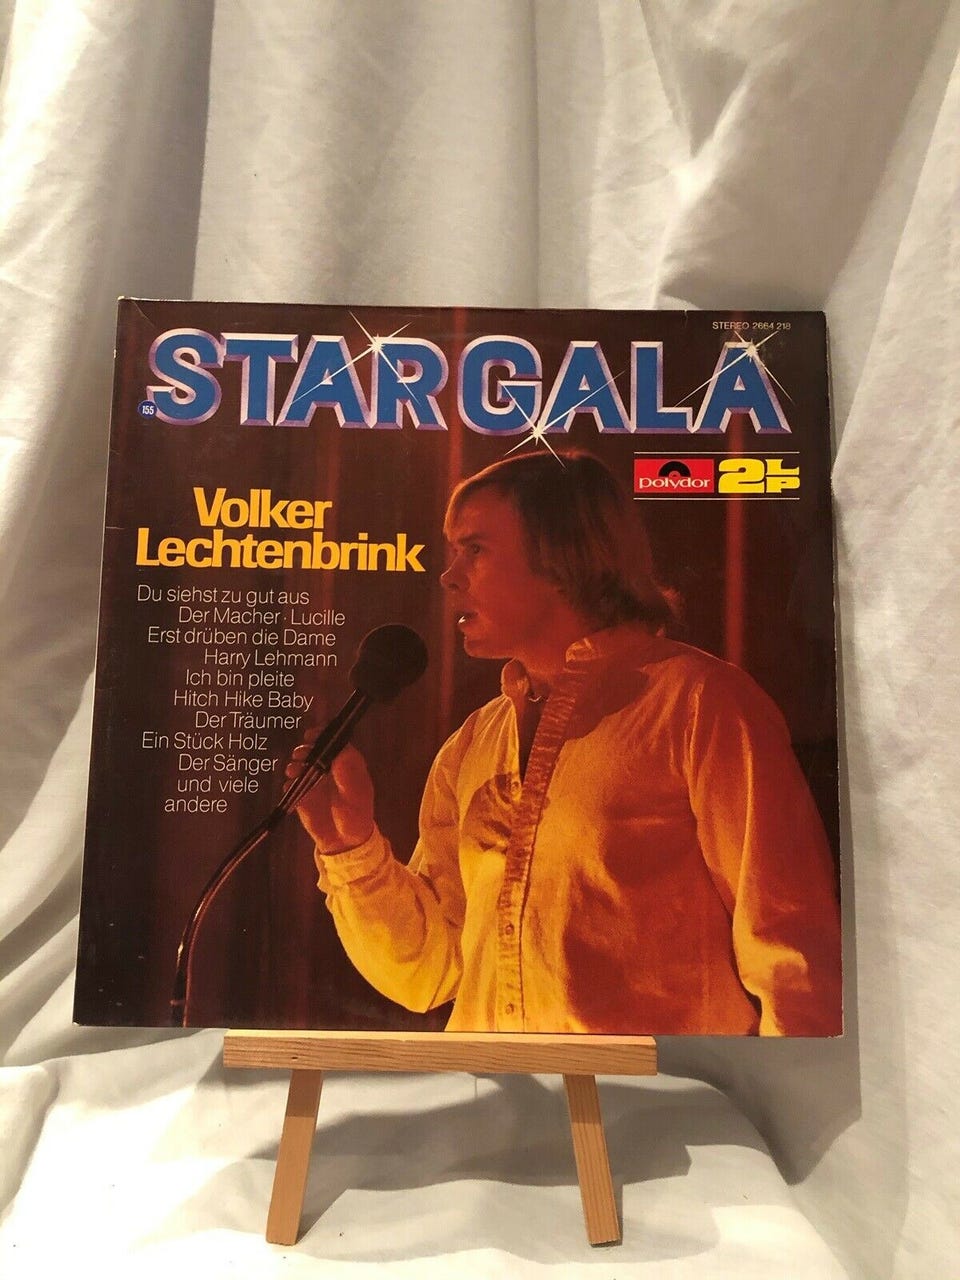 STEREO 2664 218
STAR GALA
155
polydor 2LP
Volker
Lechtenbrink
Du siehst zu gut aus
Der Macher · Lucille
Erst drüben die Dame
Harry Lehmann
Ich bin pleite
Hitch Hike Baby
Der Träumer
Ein Stück Holz
Der Sänger
und viele
andere